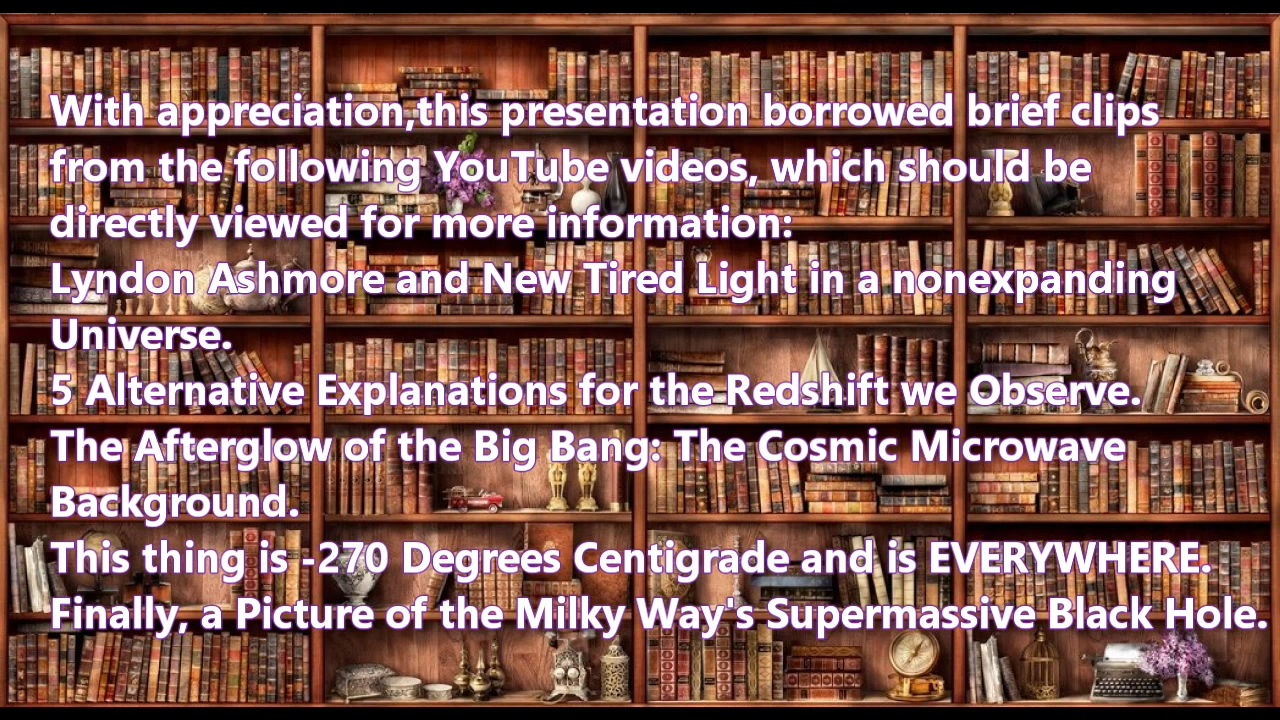 With appreciation,this presentation borrowed brief clips
from the following YouTube videos, which should be
directly viewed for more information:
Lyndon Ashmore and New Tired Light in a nonexpanding
Universe.
5 Alternative Explanations for the Redshift we Observe.
The Afterglow of the Big Bang: The Cosmic Microwave
Background.
This thing is -270 Degrees Centigrade and is EVERYWHERE.
Finally, a Picture of the Milky Way's Supermassive Black Hole.